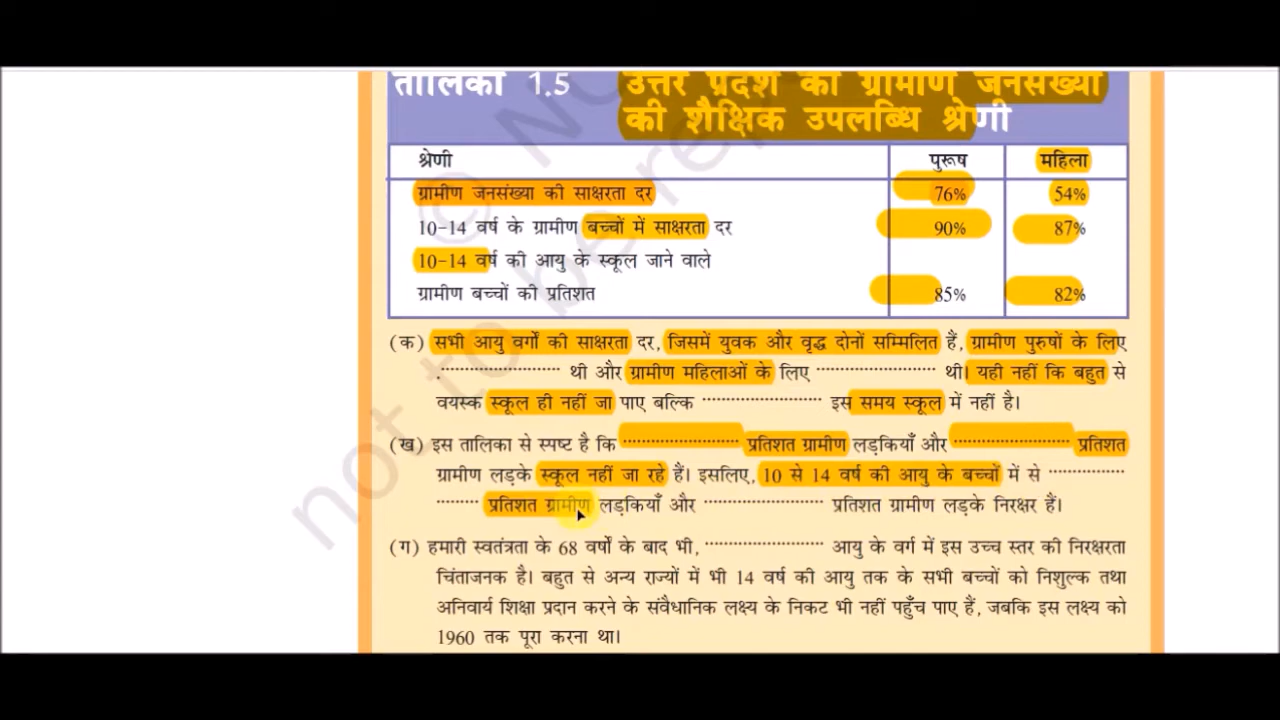 तालिका 1.5 उत्तर प्रदेश की ग्रामीण जनसंख्या
की शैक्षिक उपलब्धि श्रेणी
श्रेणी पुरूष महिला
ग्रामीण जनसंख्या की साक्षरता दर 76% 54%
10-14 वर्ष के ग्रामीण बच्चों में साक्षरता दर 90% 87%
10-14 वर्ष की आयु के स्कूल जाने वाले
ग्रामीण बच्चों की प्रतिशत 85% 82%
(क) सभी आयु वर्गों की साक्षरता दर, जिसमें युवक और वृद्ध दोनों सम्मिलित हैं, ग्रामीण पुरुषों के लिए
........................ थी और ग्रामीण महिलाओं के लिए ........................ थी। यही नहीं कि बहुत से
वयस्क स्कूल ही नहीं जा पाए बल्कि ........................ इस समय स्कूल में नहीं है।
(ख) इस तालिका से स्पष्ट है कि ........................ प्रतिशत ग्रामीण लड़कियाँ और ........................ प्रतिशत
ग्रामीण लड़के स्कूल नहीं जा रहे हैं। इसलिए, 10 से 14 वर्ष की आयु के बच्चों में से ................
........ प्रतिशत ग्रामीण लड़कियाँ और ........................ प्रतिशत ग्रामीण लड़के निरक्षर हैं।
(ग) हमारी स्वतंत्रता के 68 वर्षों के बाद भी, ........................ आयु के वर्ग में इस उच्च स्तर की निरक्षरता
चिंताजनक है। बहुत से अन्य राज्यों में भी 14 वर्ष की आयु तक के सभी बच्चों को निशुल्क तथा
अनिवार्य शिक्षा प्रदान करने के संवैधानिक लक्ष्य के निकट भी नहीं पहुँच पाए हैं, जबकि इस लक्ष्य को
1960 तक पूरा करना था।
not to be